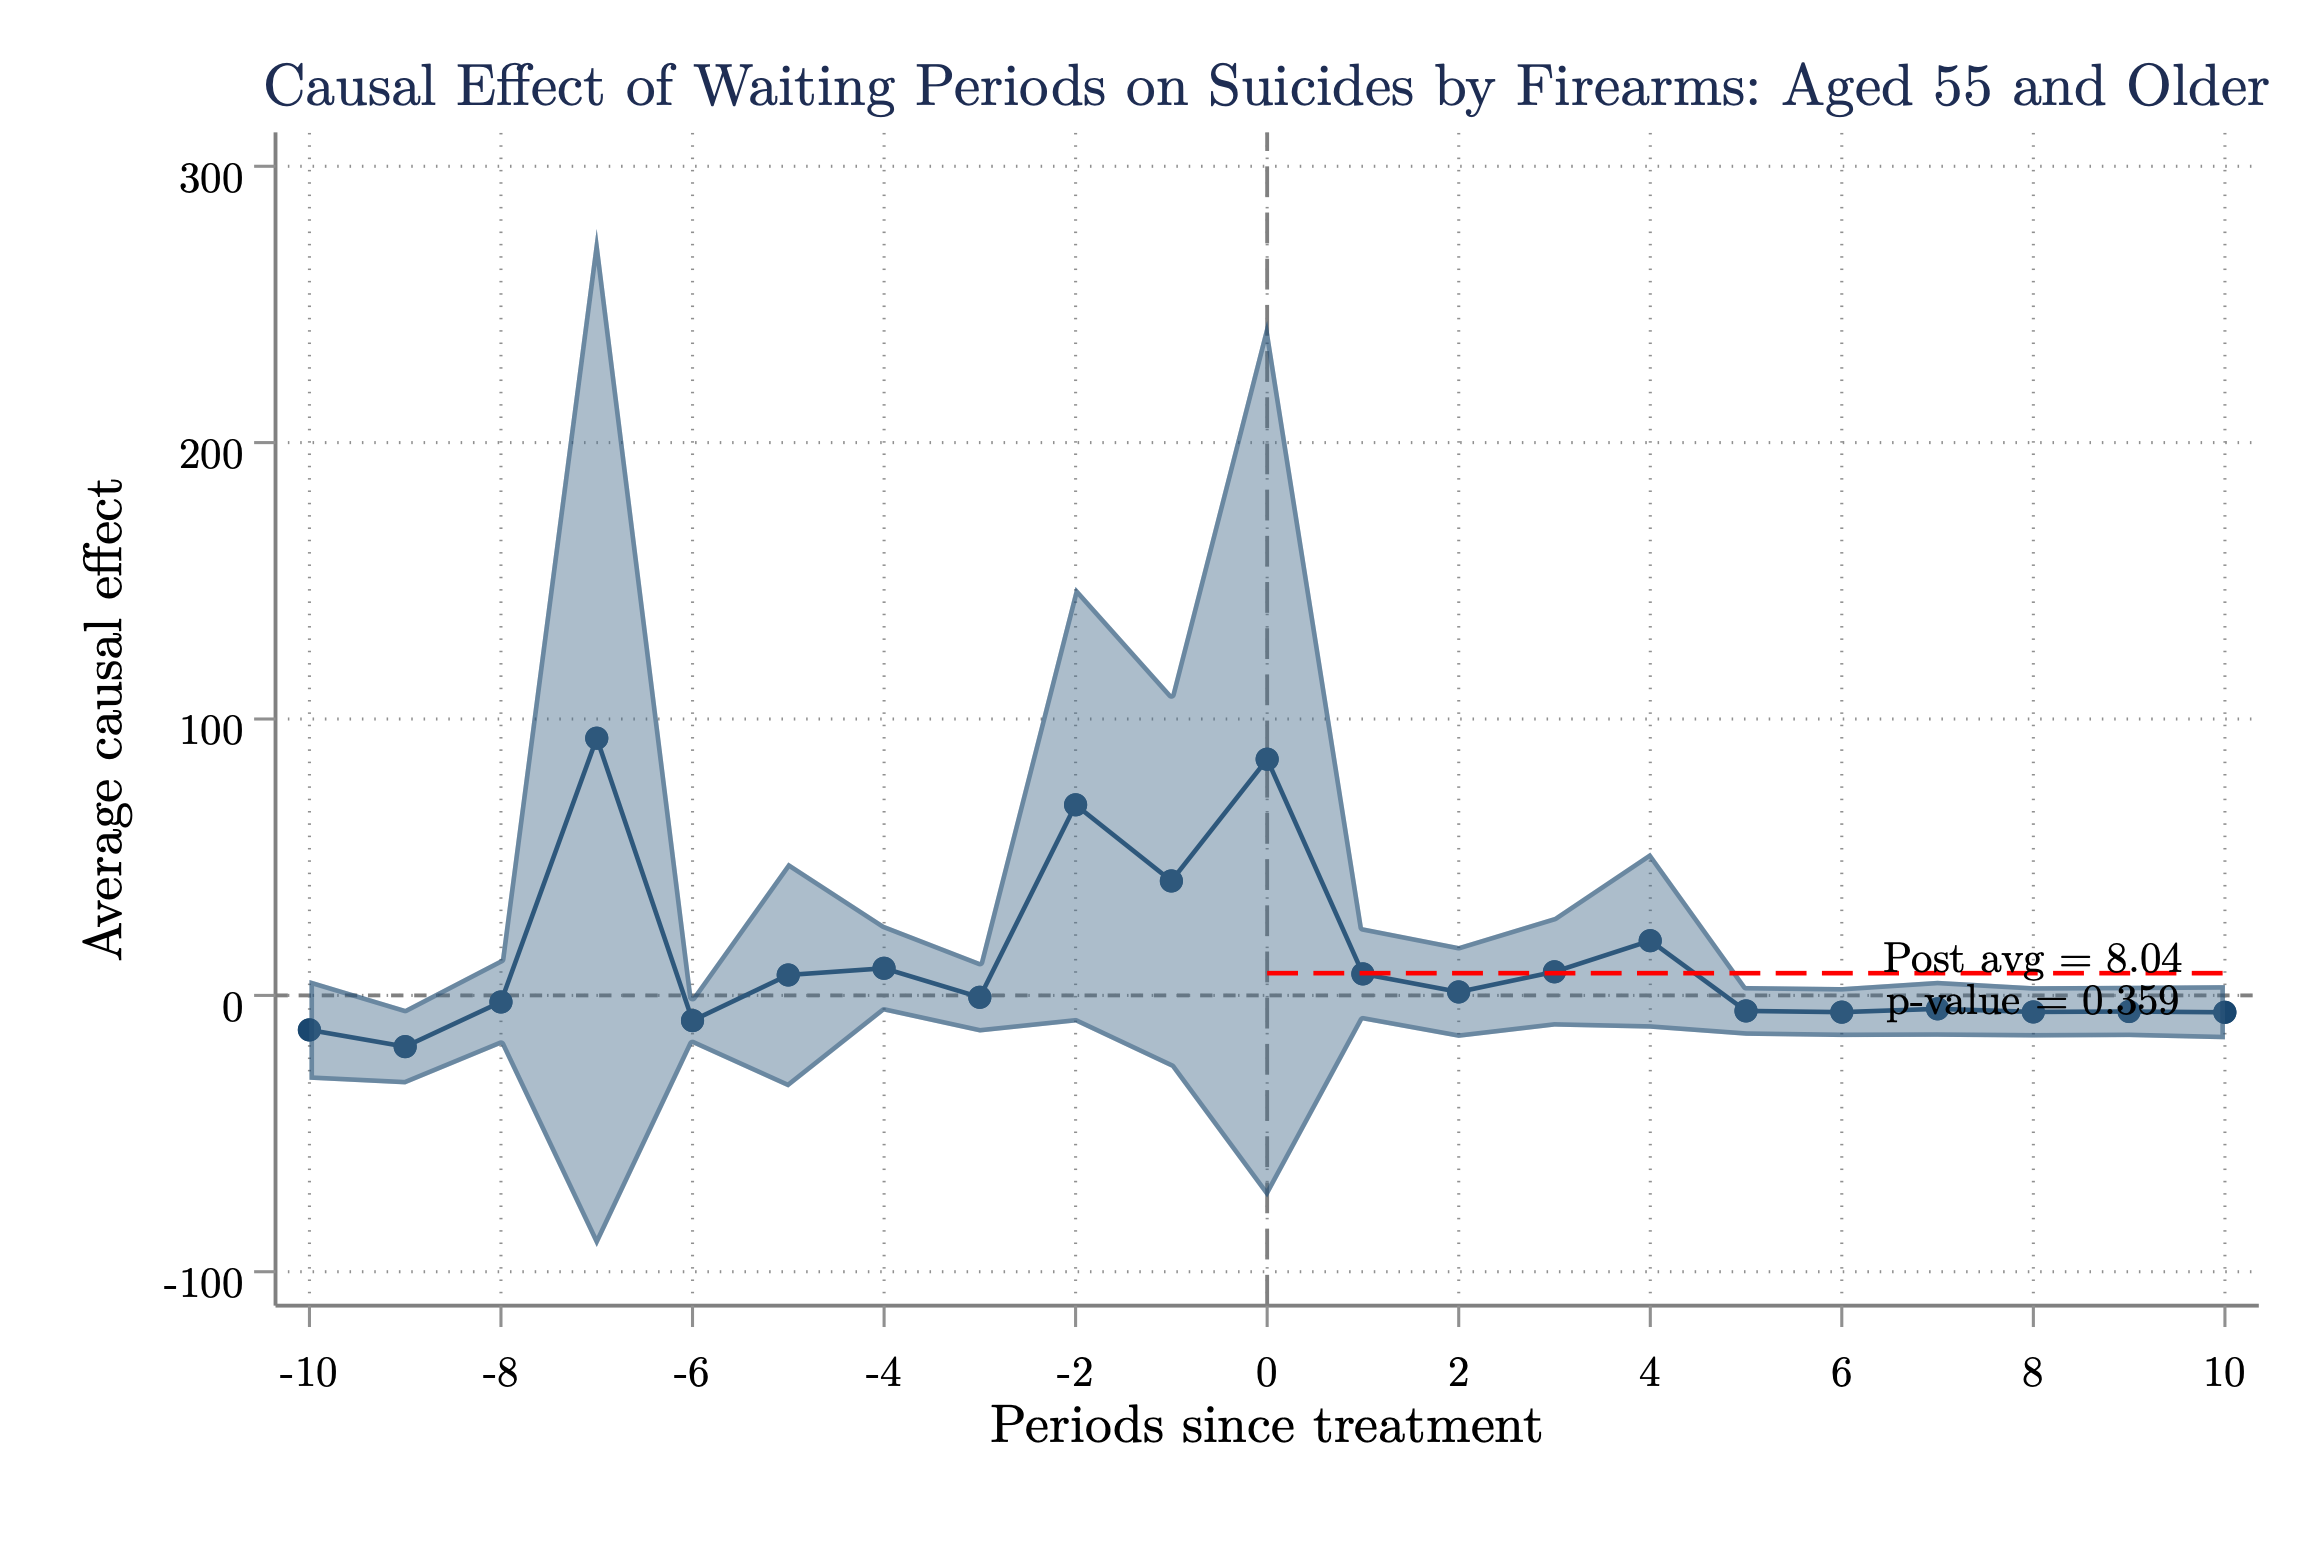 Causal Effect of Waiting Periods on Suicides by Firearms: Aged 55 and Older
Average causal effect
300
200
100
0
-100
Post avg = 8.04
p-value = 0.359
-10 -8 -6 -4 -2 0 2 4 6 8 10
Periods since treatment